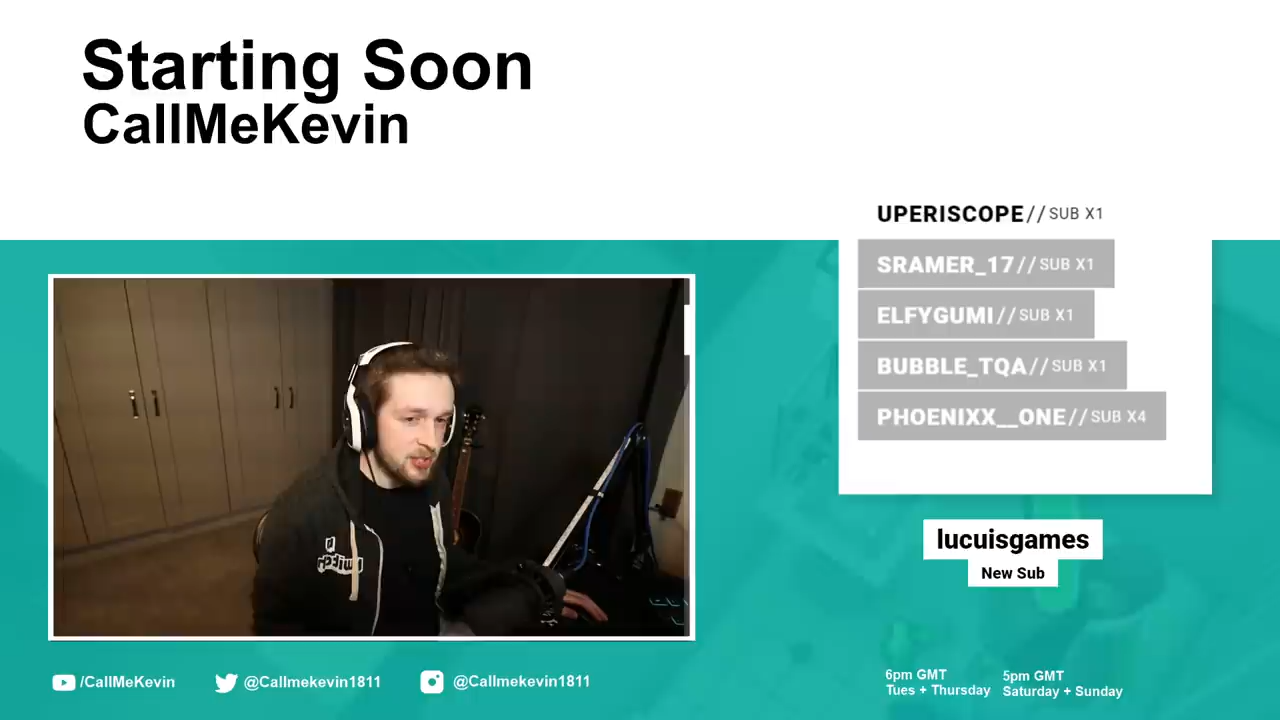 Starting Soon
CallMeKevin
UPERISCOPE// SUB X1
SRAMER_17// SUB X1
ELFYGUMI// SUB X1
BUBBLE_TQA// SUB X1
PHOENIXX__ONE// SUB X4
lucuisgames
New Sub
/CallMeKevin
@Callmekevin1811
@Callmekevin1811
6pm GMT
Tues + Thursday
5pm GMT
Saturday + Sunday